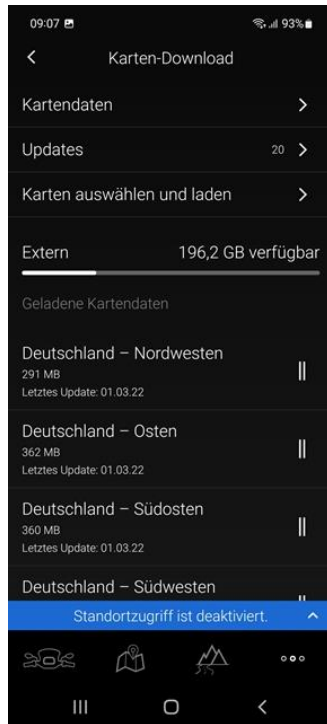 09:07 93%
Karten-Download
Kartendaten
Updates 20
Karten auswählen und laden
Extern 196,2 GB verfügbar
Geladene Kartendaten
Deutschland – Nordwesten
291 MB
Letztes Update: 01.03.22
Deutschland – Osten
362 MB
Letztes Update: 01.03.22
Deutschland – Südosten
360 MB
Letztes Update: 01.03.22
Deutschland – Südwesten
Standortzugriff ist deaktiviert.